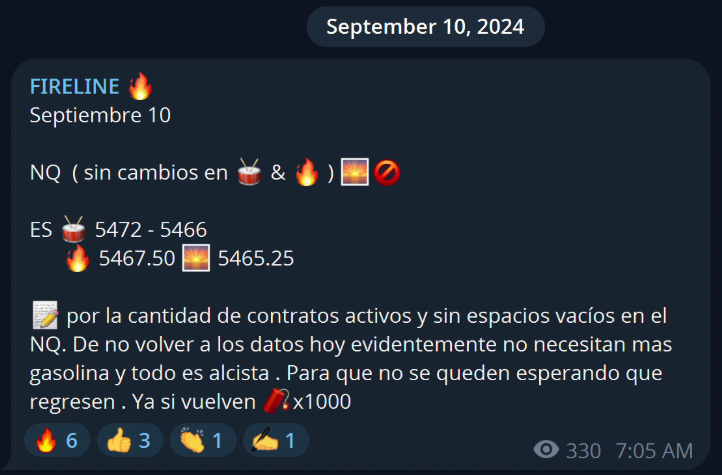 September 10, 2024
FIRELINE 🔥
Septiembre 10
NQ ( sin cambios en 🥁 & 🔥 ) 🌅🚫
ES 🥁 5472 - 5466
🔥 5467.50 🌅 5465.25
📝 por la cantidad de contratos activos y sin espacios vacíos en el
NQ. De no volver a los datos hoy evidentemente no necesitan mas
gasolina y todo es alcista . Para que no se queden esperando que
regresen . Ya si vuelven 🧨x1000
🔥 6 👍 3 👏 1 ✍️ 1
330 7:05 AM